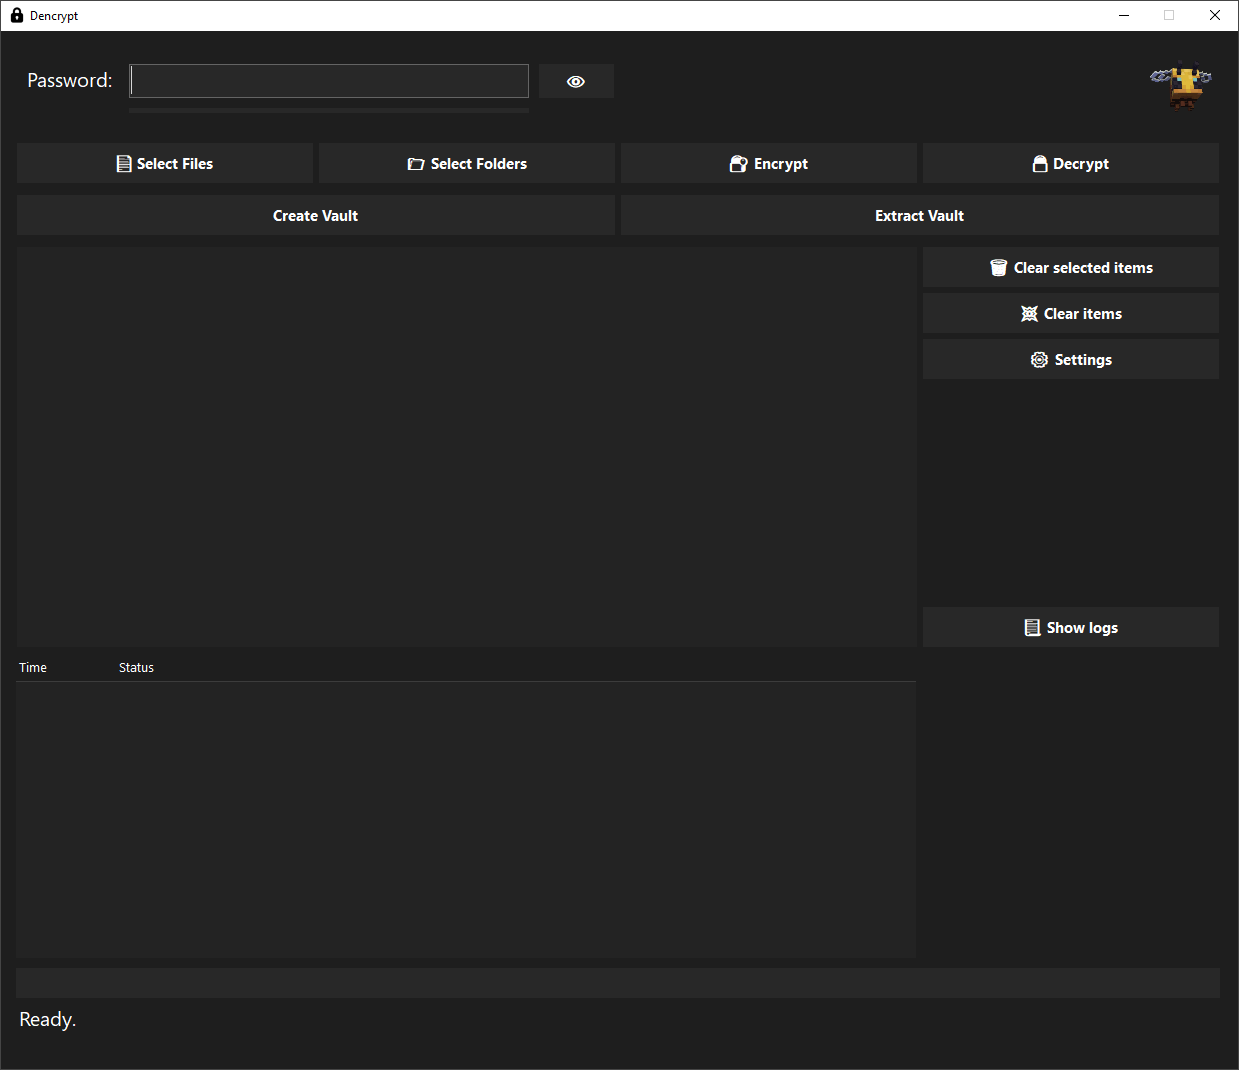 Dencrypt
Password:
Select Files
Select Folders
Encrypt
Decrypt
Create Vault
Extract Vault
Clear selected items
Clear items
Settings
Show logs
Time Status
Ready.